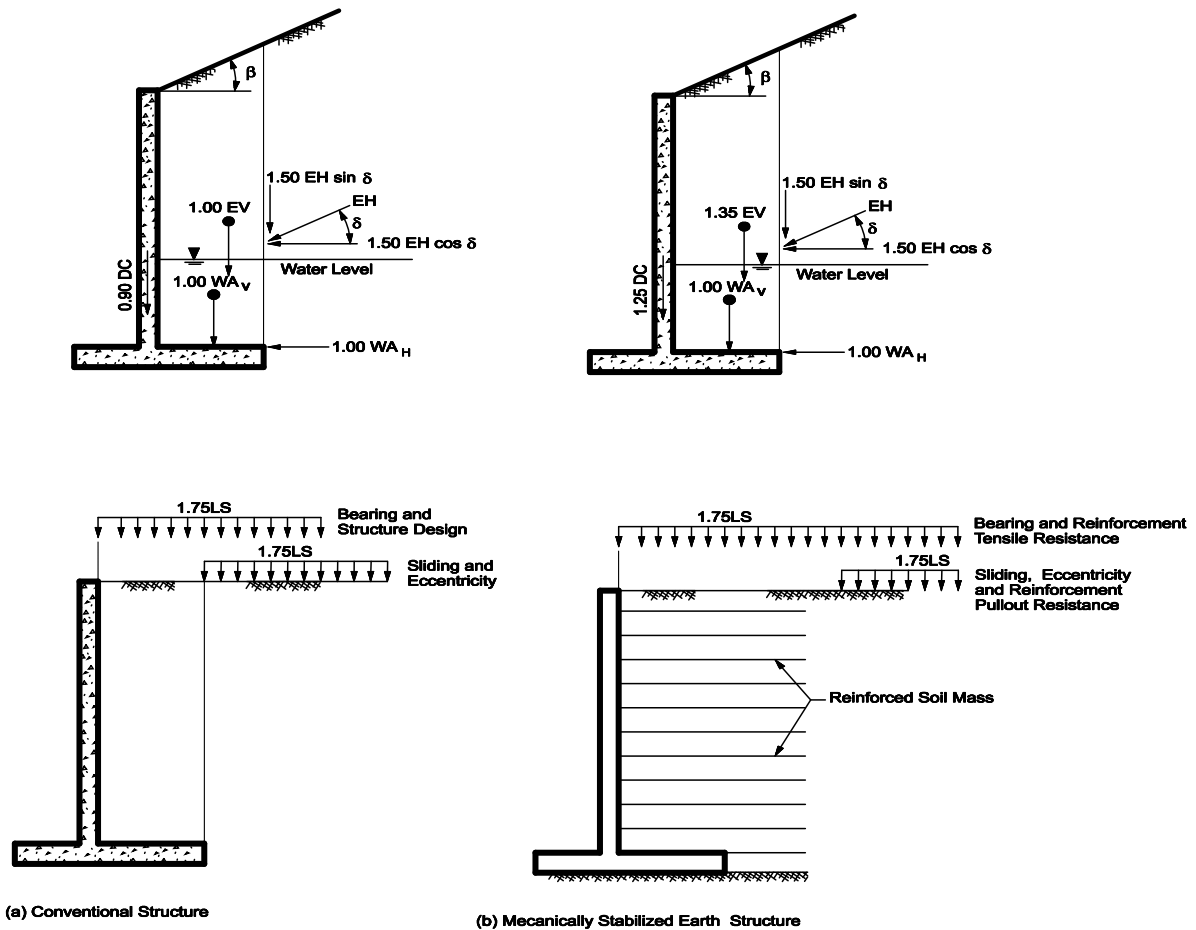 β
1.50 EH sin δ
EH
1.00 EV
δ
1.50 EH cos δ
Water Level
0.90 DC
1.00 WA V
1.00 WA H
β
1.50 EH sin δ
EH
1.35 EV
δ
1.50 EH cos δ
Water Level
1.25 DC
1.00 WA V
1.00 WA H
1.75LS
Bearing and
Structure Design
1.75LS
Sliding and
Eccentricity
(a) Conventional Structure
1.75LS
Bearing and Reinforcement
Tensile Resistance
1.75LS
Sliding, Eccentricity
and Reinforcement
Pullout Resistance
Reinforced Soil Mass
(b) Mecanically Stabilized Earth Structure